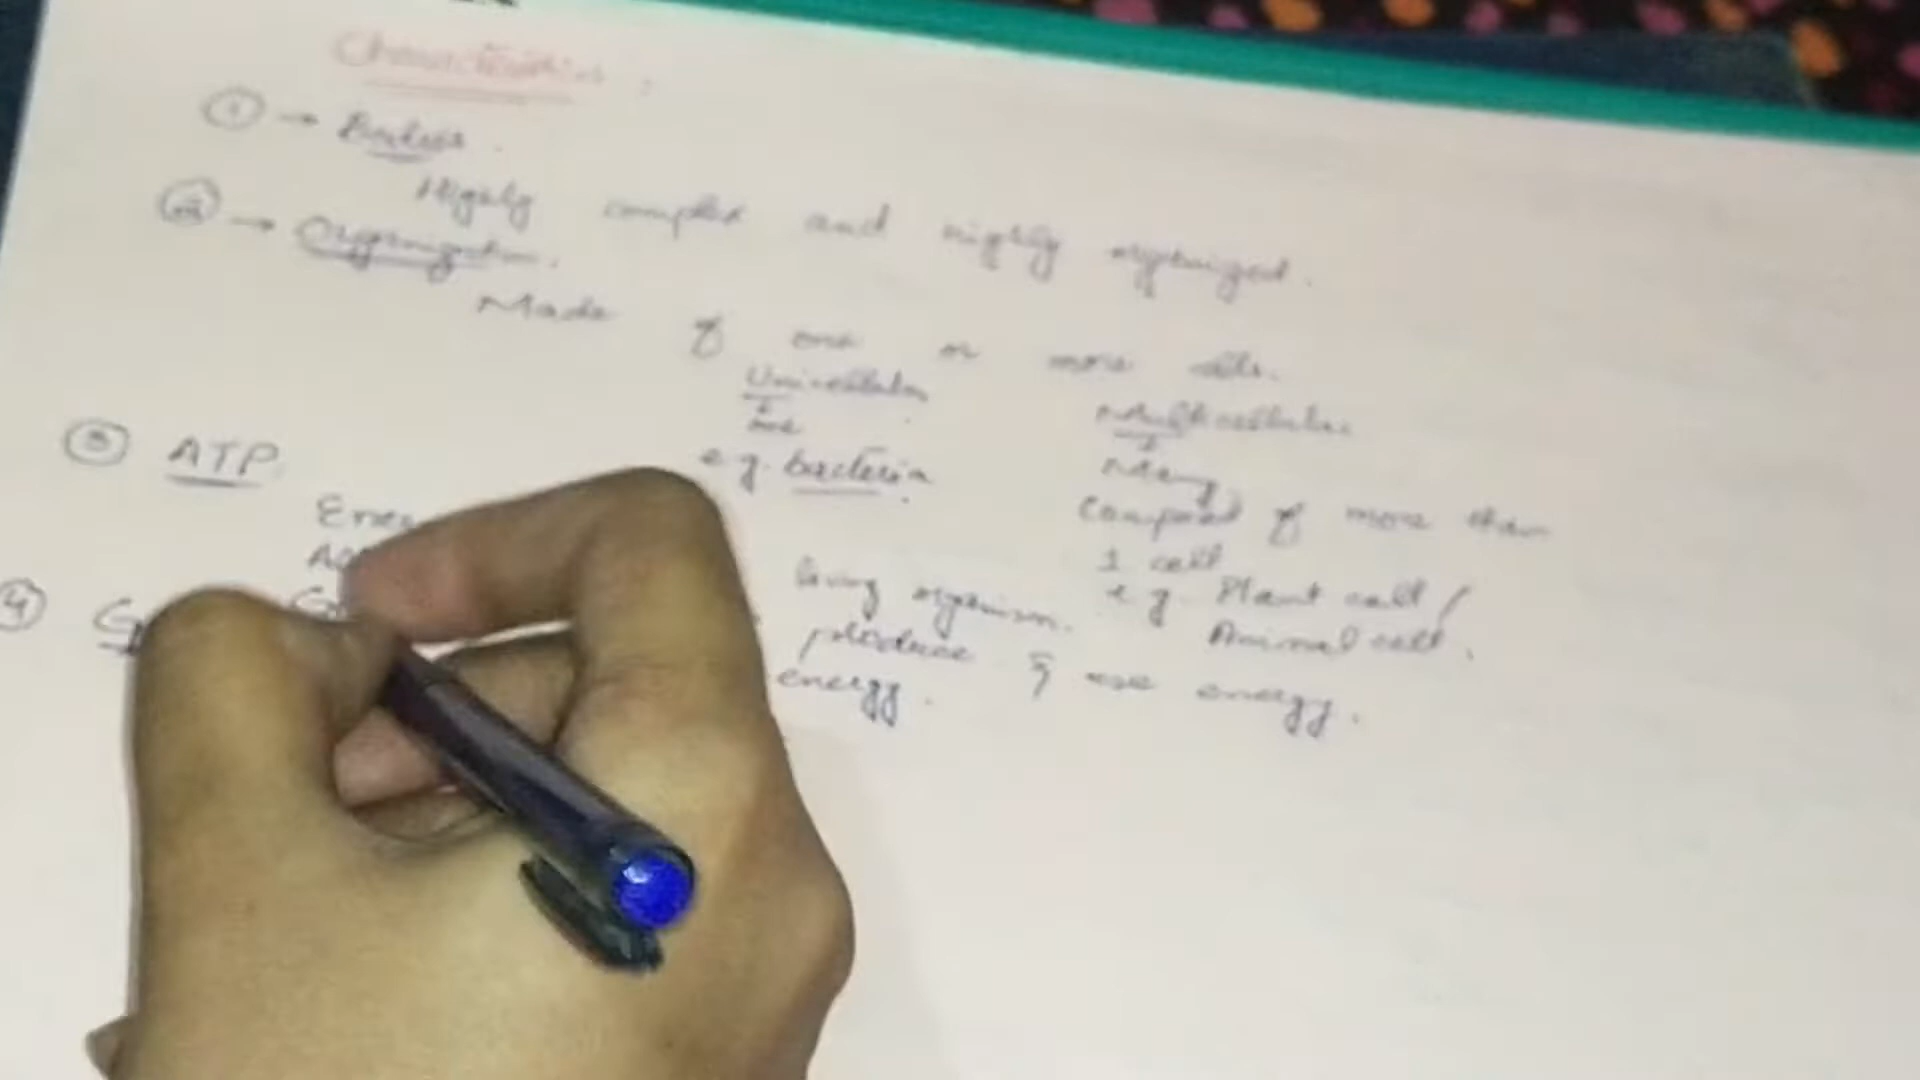 Characteristics :
① → Bodies.
Highly complex and highly organized.
② → Organization.
Made of one or more cells.
Unicellular Multicellular
↓ ↓
one Many
e.g. bacteria. Composed of more than
1 cell
e.g. Plant cell /
Animal cell.
③ ATP
living organism.
produce & use energy.
energy.
④